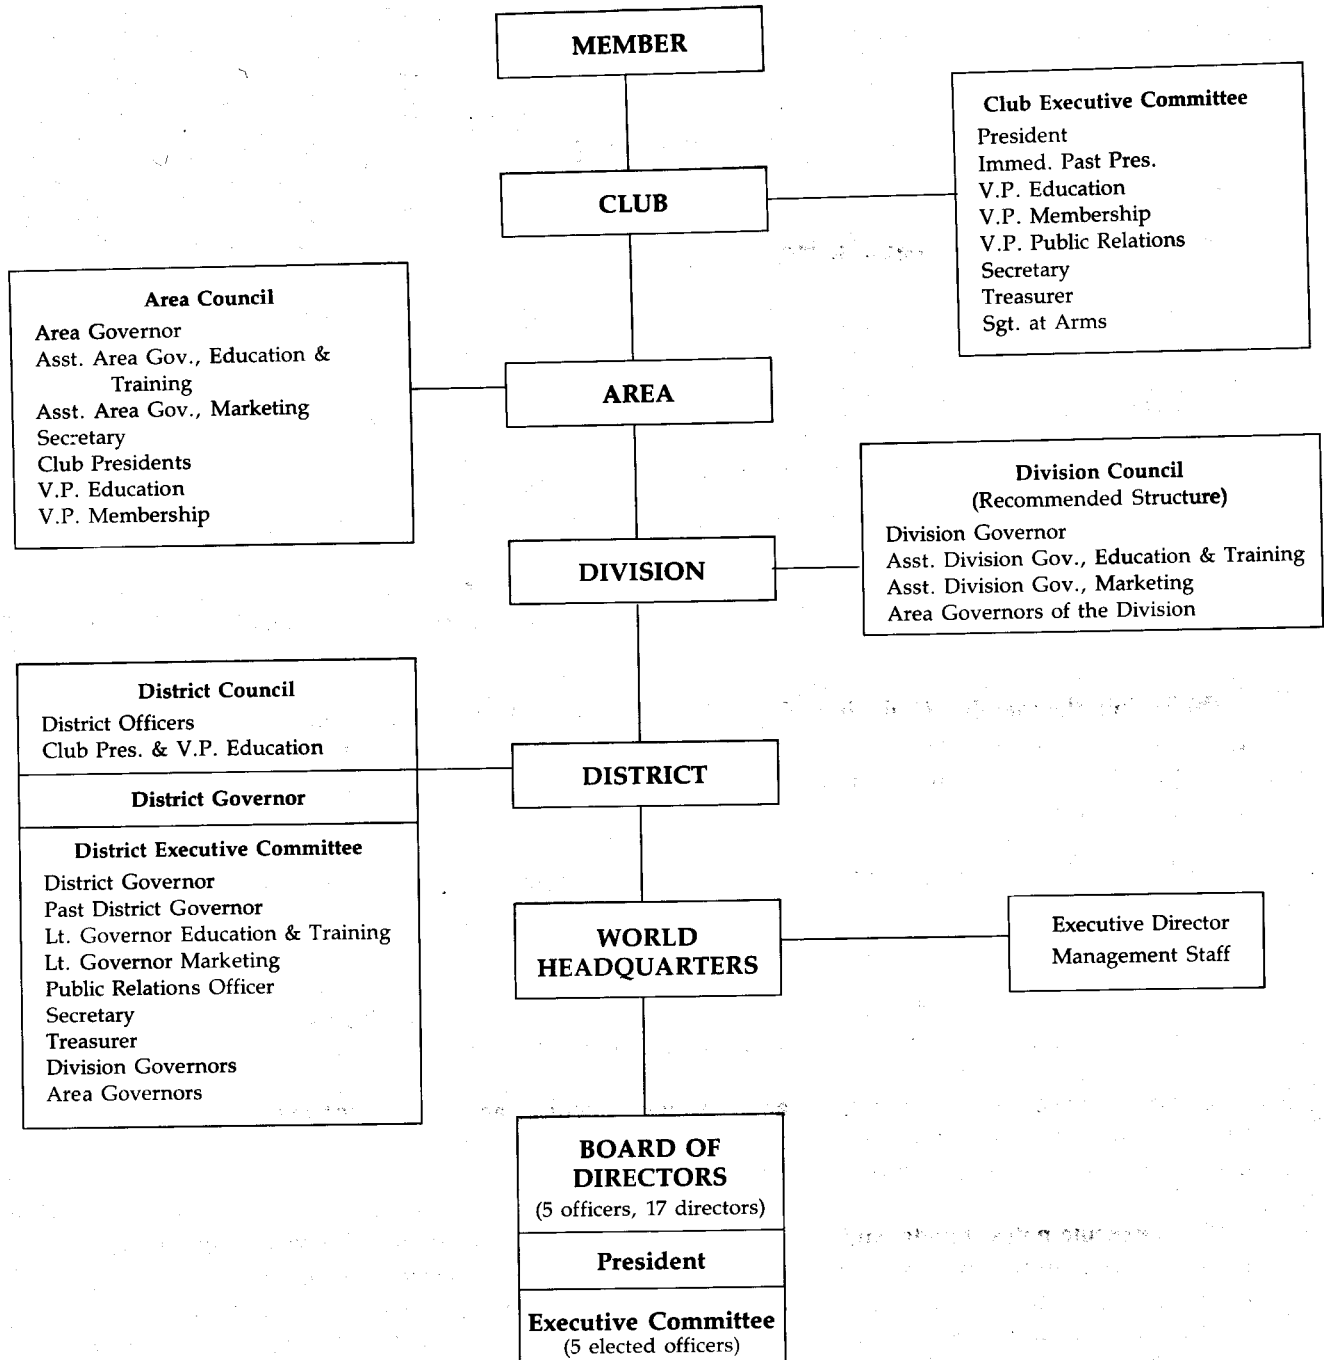 MEMBER
Club Executive Committee
President
Immed. Past Pres.
V.P. Education
V.P. Membership
V.P. Public Relations
Secretary
Treasurer
Sgt. at Arms
CLUB
Area Council
Area Governor
Asst. Area Gov., Education &
Training
Asst. Area Gov., Marketing
Secretary
Club Presidents
V.P. Education
V.P. Membership
AREA
Division Council
(Recommended Structure)
Division Governor
Asst. Division Gov., Education & Training
Asst. Division Gov., Marketing
Area Governors of the Division
DIVISION
District Council
District Officers
Club Pres. & V.P. Education
District Governor
District Executive Committee
District Governor
Past District Governor
Lt. Governor Education & Training
Lt. Governor Marketing
Public Relations Officer
Secretary
Treasurer
Division Governors
Area Governors
DISTRICT
WORLD
HEADQUARTERS
Executive Director
Management Staff
BOARD OF
DIRECTORS
(5 officers, 17 directors)
President
Executive Committee
(5 elected officers)